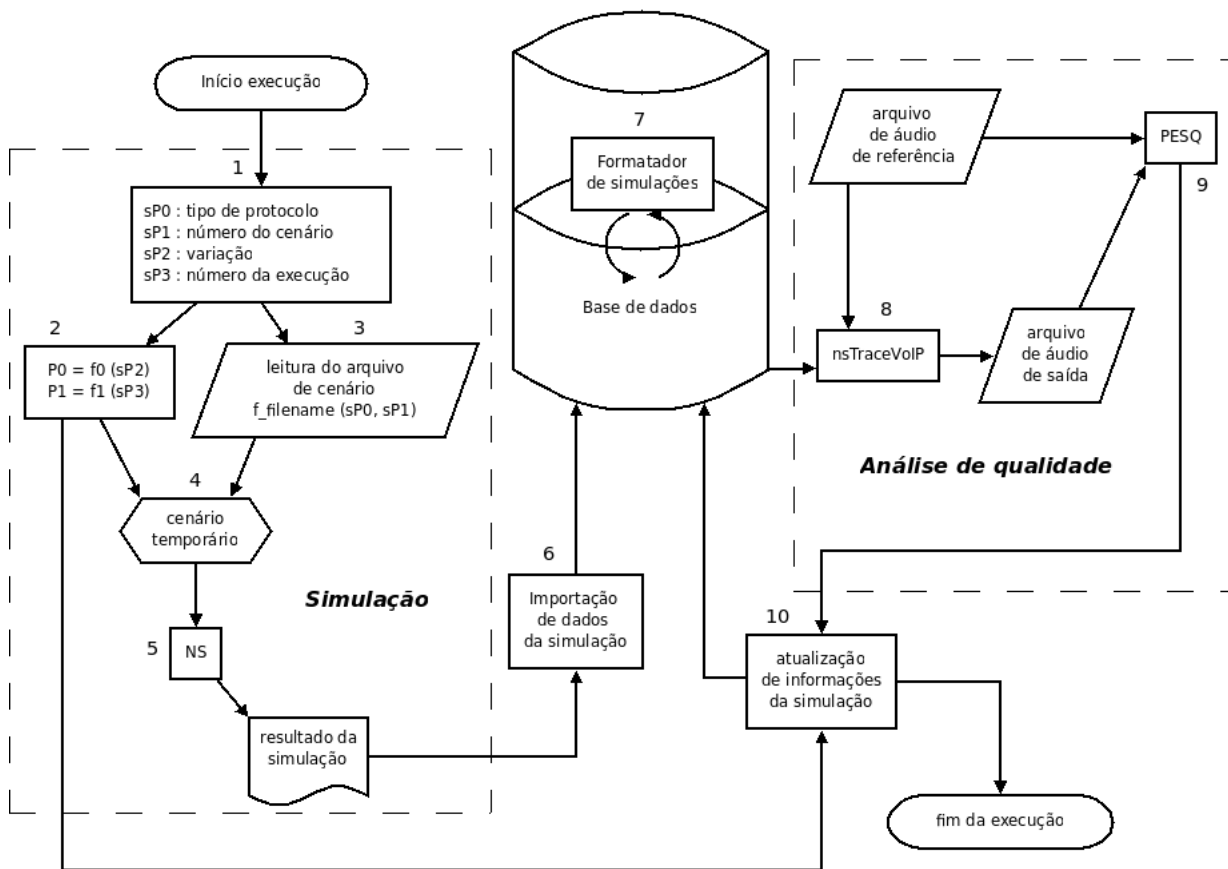 Início execução
1
sP0 : tipo de protocolo
sP1 : número do cenário
sP2 : variação
sP3 : número da execução
2
P0 = f0 (sP2)
P1 = f1 (sP3)
3
leitura do arquivo
de cenário
f_filename (sP0, sP1)
4
cenário
temporário
Simulação
5
NS
resultado da
simulação
6
Importação
de dados
da simulação
7
Formatador
de simulações
Base de dados
arquivo
de áudio
de referência
PESQ
9
8
nsTraceVoIP
arquivo
de áudio
de saída
Análise de qualidade
10
atualização
de informações
da simulação
fim da execução